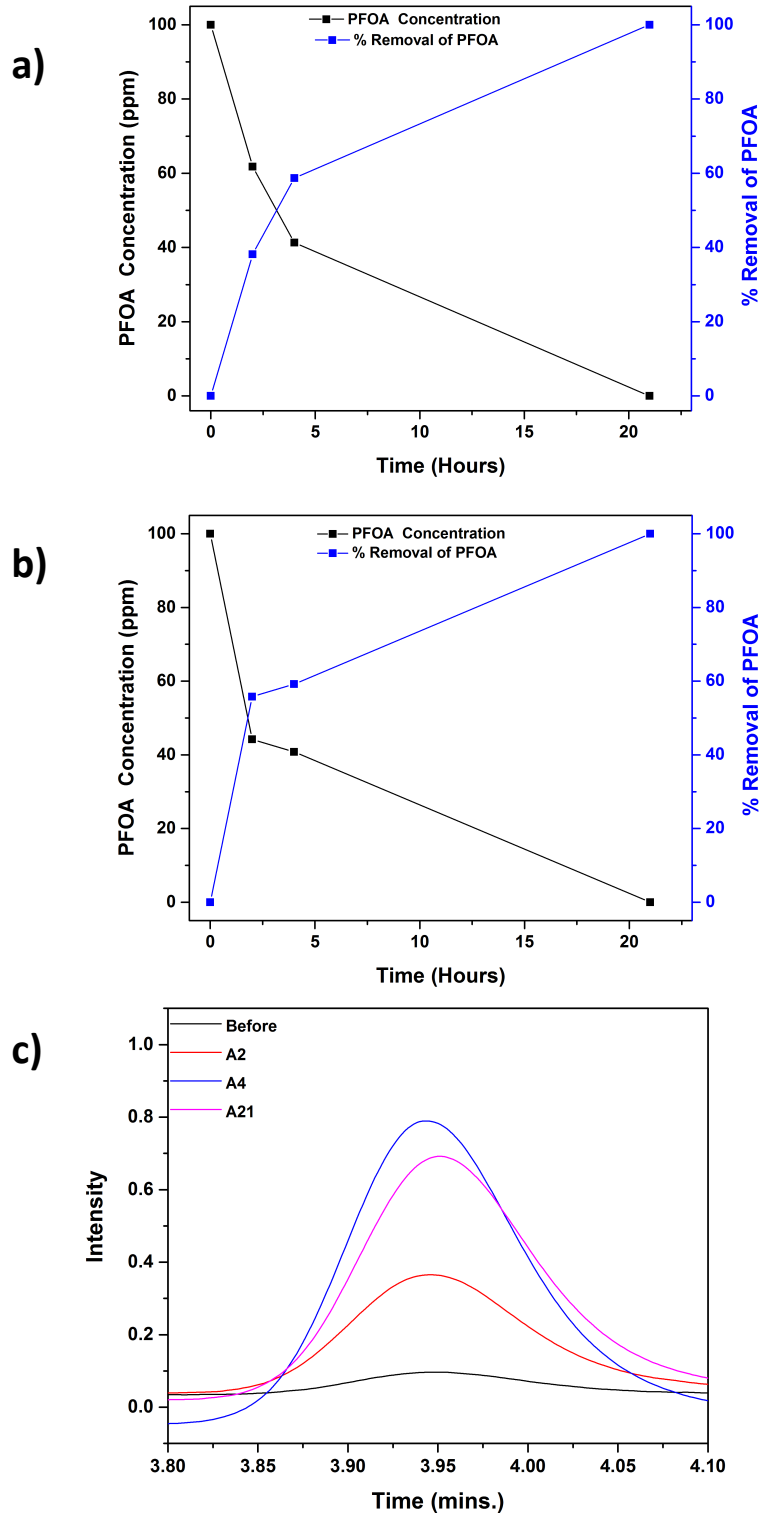 a)
PFOA Concentration
% Removal of PFOA
100
80
60
40
20
0
PFOA Concentration (ppm)
100
80
60
40
20
0
% Removal of PFOA
0 5 10 15 20
Time (Hours)
b)
PFOA Concentration
% Removal of PFOA
100
80
60
40
20
0
PFOA Concentration (ppm)
100
80
60
40
20
0
% Removal of PFOA
0 5 10 15 20
Time (Hours)
c)
Before
A2
A4
A21
1.0
0.8
0.6
0.4
0.2
0.0
Intensity
3.80 3.85 3.90 3.95 4.00 4.05 4.10
Time (mins.)